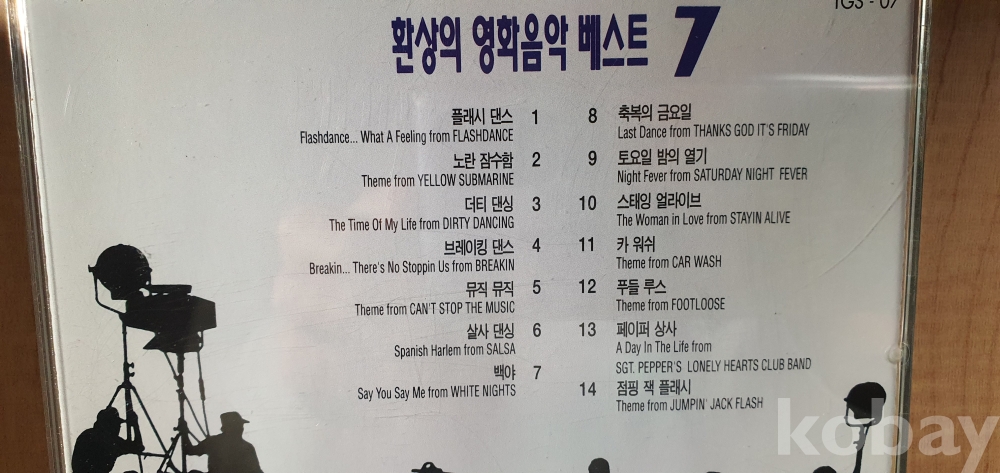 TGS - 07
환상의 영화음악 베스트 7
플래시 댄스 1
Flashdance... What A Feeling from FLASHDANCE
노란 잠수함 2
Theme from YELLOW SUBMARINE
더티 댄싱 3
The Time Of My Life from DIRTY DANCING
브레이킹 댄스 4
Breakin... There's No Stoppin Us from BREAKIN
뮤직 뮤직 5
Theme from CAN'T STOP THE MUSIC
살사 댄싱 6
Spanish Harlem from SALSA
백야 7
Say You Say Me from WHITE NIGHTS
8 축복의 금요일
Last Dance from THANKS GOD IT'S FRIDAY
9 토요일 밤의 열기
Night Fever from SATURDAY NIGHT FEVER
10 스태잉 얼라이브
The Woman in Love from STAYIN ALIVE
11 카 워쉬
Theme from CAR WASH
12 푸들 루스
Theme from FOOTLOOSE
13 페이퍼 상사
A Day In The Life from
SGT. PEPPER'S LONELY HEARTS CLUB BAND
14 점핑 잭 플래시
Theme from JUMPIN' JACK FLASH
kobay